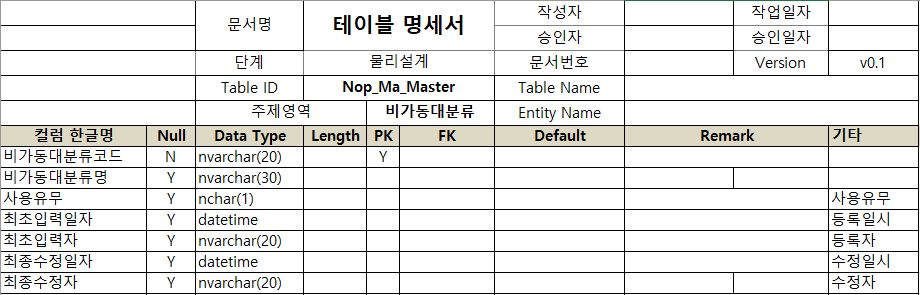 문서명 테이블 명세서 작성자 작업일자
승인자 승인일자
단계 물리설계 문서번호 Version v0.1
Table ID Nop_Ma_Master Table Name
주제영역 비가동대분류 Entity Name
컬럼 한글명 Null Data Type Length PK FK Default Remark 기타
비가동대분류코드 N nvarchar(20) Y
비가동대분류명 Y nvarchar(30)
사용유무 Y nchar(1) 사용유무
최초입력일자 Y datetime 등록일시
최초입력자 Y nvarchar(20) 등록자
최종수정일자 Y datetime 수정일시
최종수정자 Y nvarchar(20) 수정자